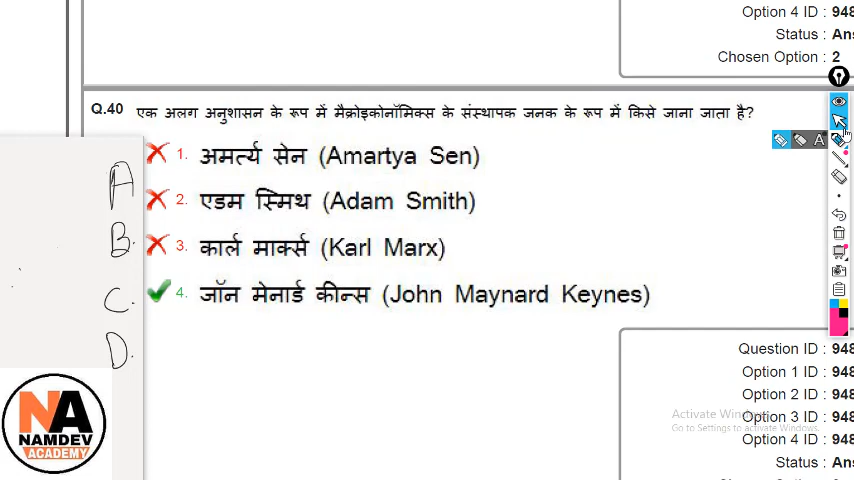 Option 4 ID : 948
Status : Ans
Chosen Option : 2
Q.40 एक अलग अनुशासन के रूप में मैक्रोइकोनॉमिक्स के संस्थापक जनक के रूप में किसे जाना जाता है?
A
1. अमर्त्य सेन (Amartya Sen)
2. एडम स्मिथ (Adam Smith)
B.
3. कार्ल मार्क्स (Karl Marx)
C.
4. जॉन मेनार्ड कीन्स (John Maynard Keynes)
D.
Question ID : 948
Option 1 ID : 948
Option 2 ID : 948
Option 3 ID : 948
Option 4 ID : 948
Status : Ans
Activate Windows
Go to Settings to activate Windows.
NA
NAMDEV
ACADEMY
A